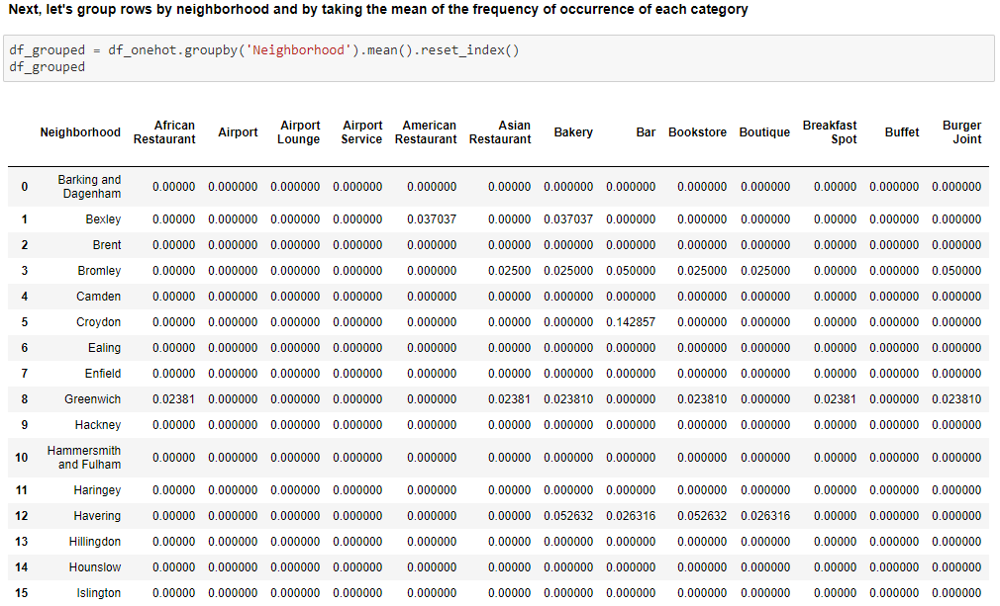 Next, let's group rows by neighborhood and by taking the mean of the frequency of occurrence of each category
df_grouped = df_onehot.groupby('Neighborhood').mean().reset_index()
df_grouped
Neighborhood African Restaurant Airport Airport Lounge Airport Service American Restaurant Asian Restaurant Bakery Bar Bookstore Boutique Breakfast Spot Buffet Burger Joint
0 Barking and Dagenham 0.00000 0.000000 0.000000 0.000000 0.000000 0.00000 0.000000 0.000000 0.000000 0.000000 0.00000 0.000000 0.000000
1 Bexley 0.00000 0.000000 0.000000 0.000000 0.037037 0.00000 0.037037 0.000000 0.000000 0.000000 0.00000 0.000000 0.000000
2 Brent 0.00000 0.000000 0.000000 0.000000 0.000000 0.00000 0.000000 0.000000 0.000000 0.000000 0.00000 0.000000 0.000000
3 Bromley 0.00000 0.000000 0.000000 0.000000 0.000000 0.02500 0.025000 0.050000 0.025000 0.025000 0.00000 0.000000 0.050000
4 Camden 0.00000 0.000000 0.000000 0.000000 0.000000 0.00000 0.000000 0.000000 0.000000 0.000000 0.00000 0.000000 0.000000
5 Croydon 0.00000 0.000000 0.000000 0.000000 0.000000 0.00000 0.000000 0.142857 0.000000 0.000000 0.00000 0.000000 0.000000
6 Ealing 0.00000 0.000000 0.000000 0.000000 0.000000 0.00000 0.000000 0.000000 0.000000 0.000000 0.00000 0.000000 0.000000
7 Enfield 0.00000 0.000000 0.000000 0.000000 0.000000 0.00000 0.000000 0.000000 0.000000 0.000000 0.00000 0.000000 0.000000
8 Greenwich 0.02381 0.000000 0.000000 0.000000 0.000000 0.02381 0.023810 0.000000 0.023810 0.000000 0.02381 0.000000 0.023810
9 Hackney 0.00000 0.000000 0.000000 0.000000 0.000000 0.00000 0.000000 0.000000 0.000000 0.000000 0.00000 0.000000 0.000000
10 Hammersmith and Fulham 0.00000 0.000000 0.000000 0.000000 0.000000 0.00000 0.000000 0.000000 0.000000 0.000000 0.00000 0.000000 0.000000
11 Haringey 0.00000 0.000000 0.000000 0.000000 0.000000 0.00000 0.000000 0.000000 0.000000 0.000000 0.00000 0.000000 0.000000
12 Havering 0.00000 0.000000 0.000000 0.000000 0.000000 0.00000 0.052632 0.026316 0.052632 0.026316 0.00000 0.000000 0.000000
13 Hillingdon 0.00000 0.000000 0.000000 0.000000 0.000000 0.00000 0.000000 0.000000 0.000000 0.000000 0.00000 0.000000 0.000000
14 Hounslow 0.00000 0.000000 0.000000 0.000000 0.000000 0.00000 0.000000 0.000000 0.000000 0.000000 0.00000 0.000000 0.000000
15 Islington 0.00000 0.000000 0.000000 0.000000 0.000000 0.00000 0.000000 0.000000 0.000000 0.000000 0.00000 0.000000 0.000000